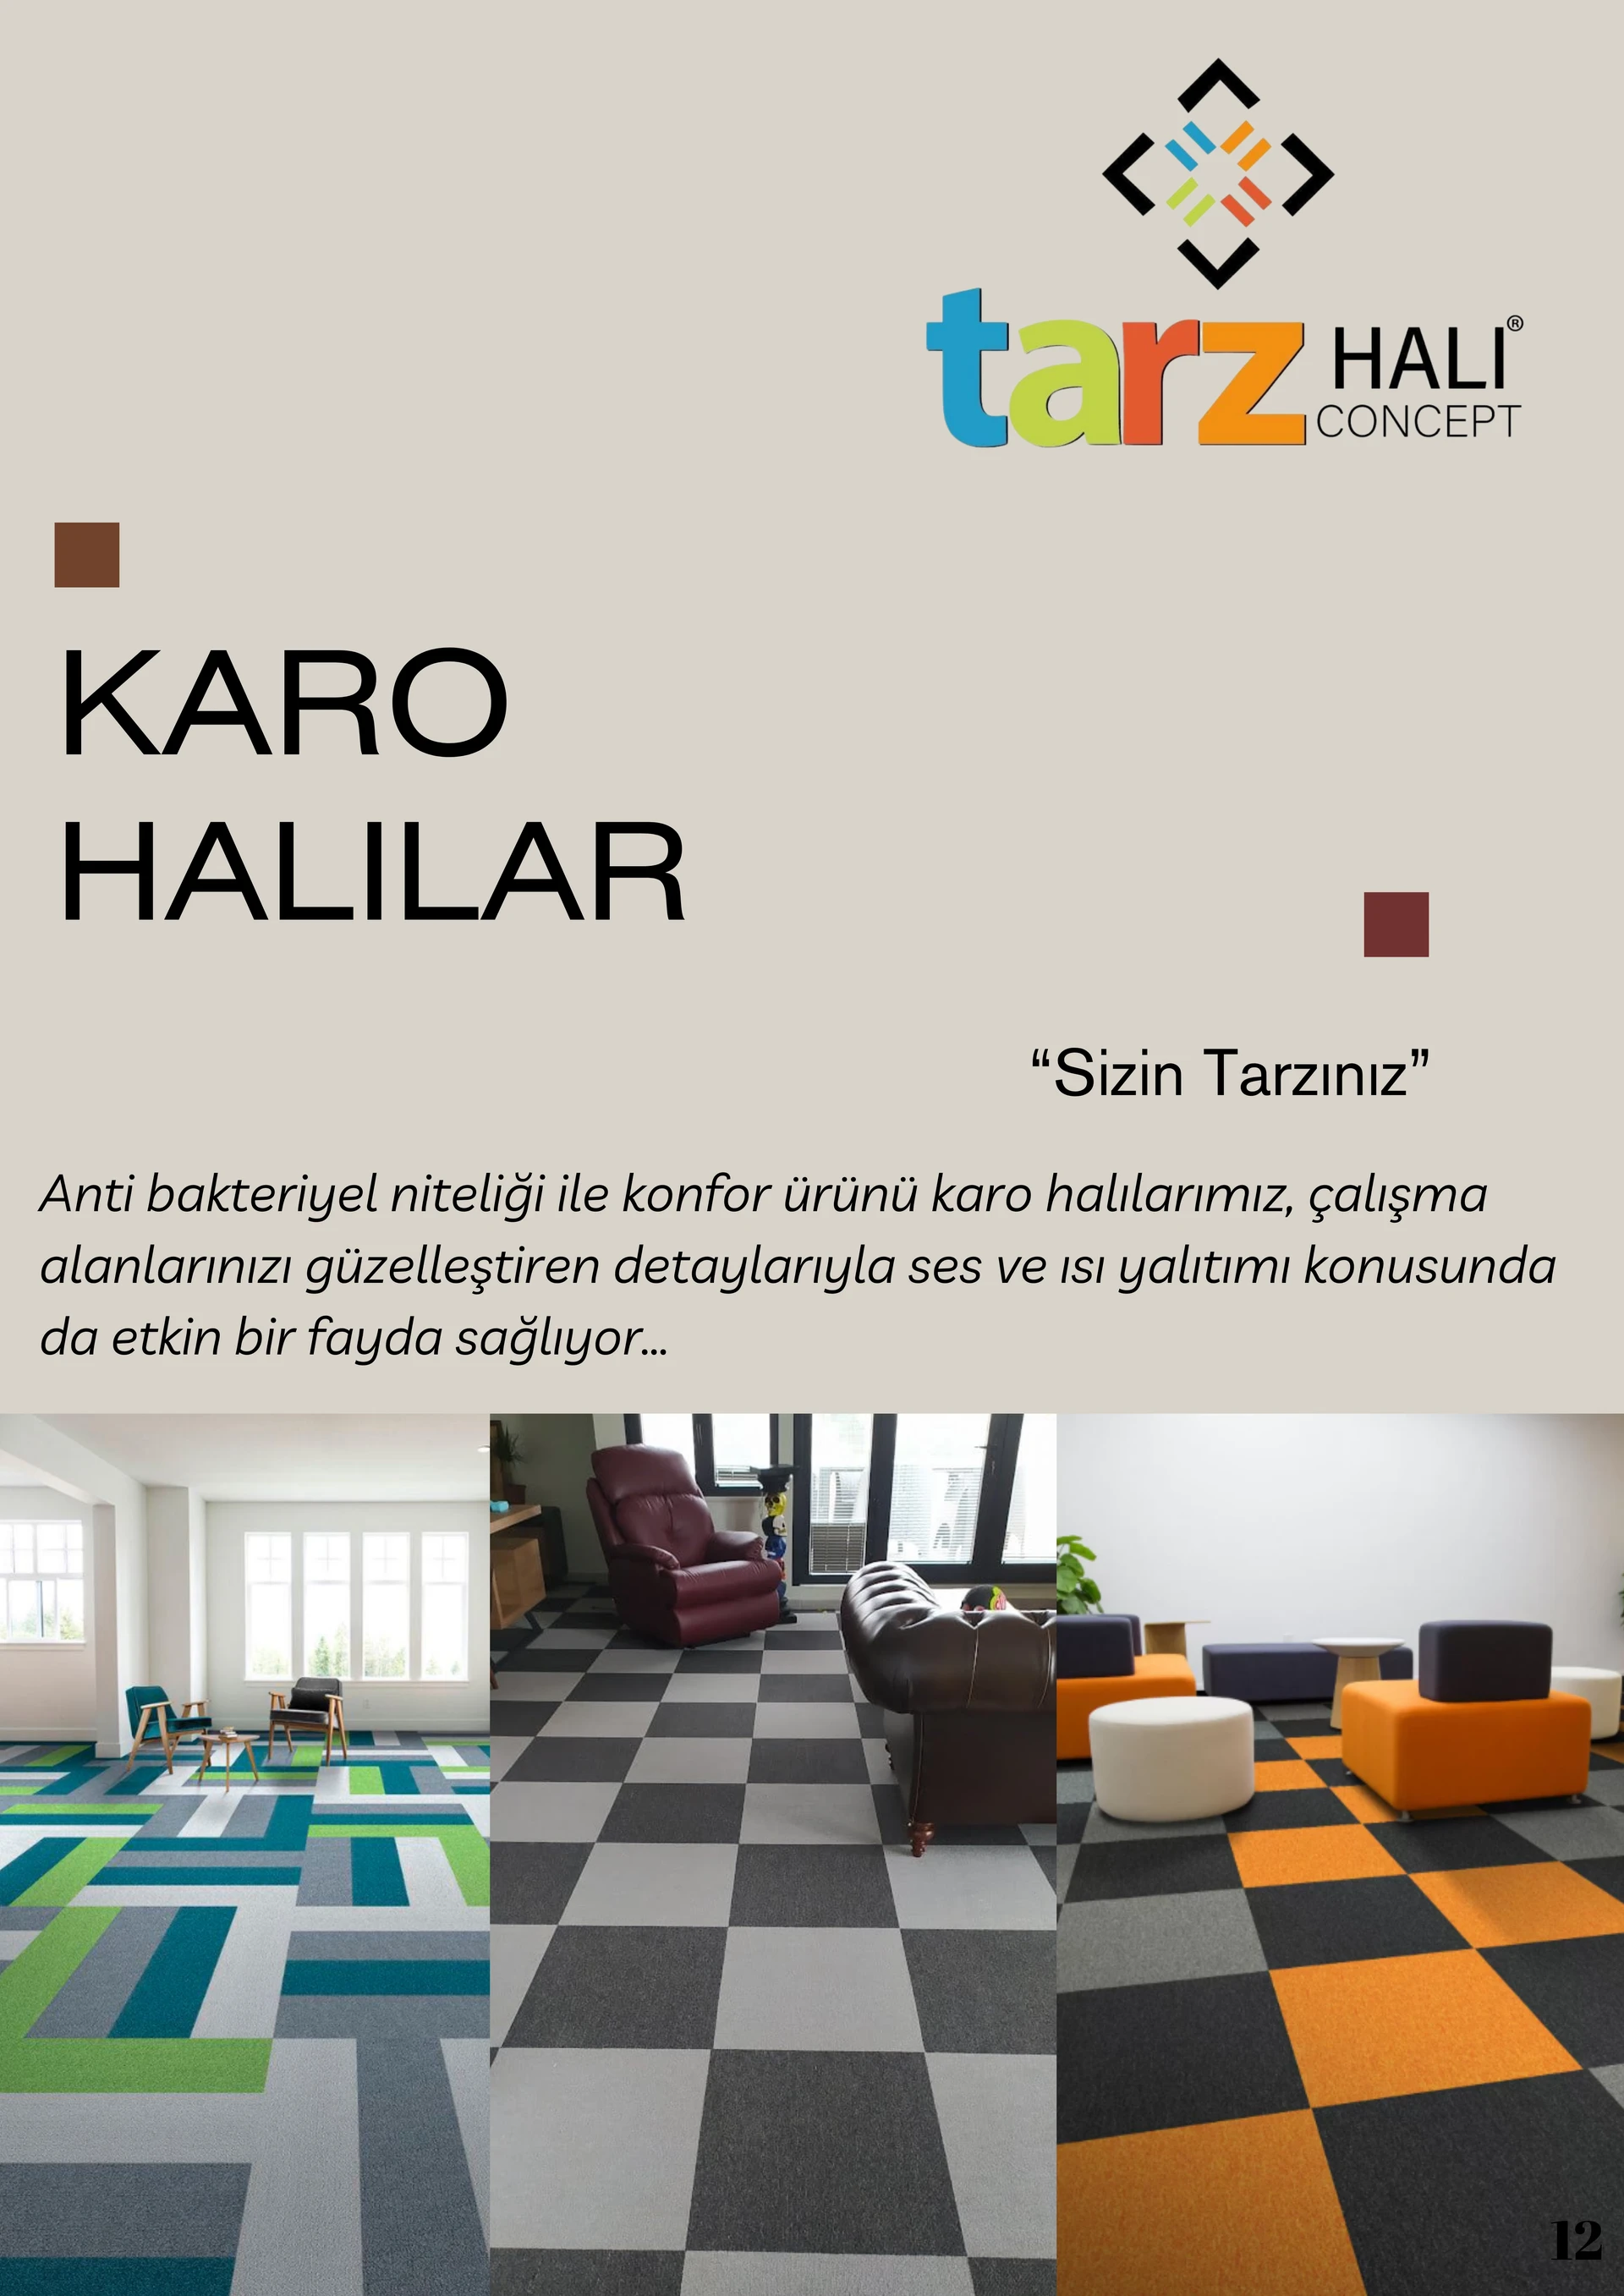 tarz HALI®
CONCEPT
KARO
HALILAR
“Sizin Tarzınız”
Anti bakteriyel niteliği ile konfor ürünü karo halılarımız, çalışma
alanlarınızı güzelleştiren detaylarıyla ses ve ısı yalıtımı konusunda
da etkin bir fayda sağlıyor...
12